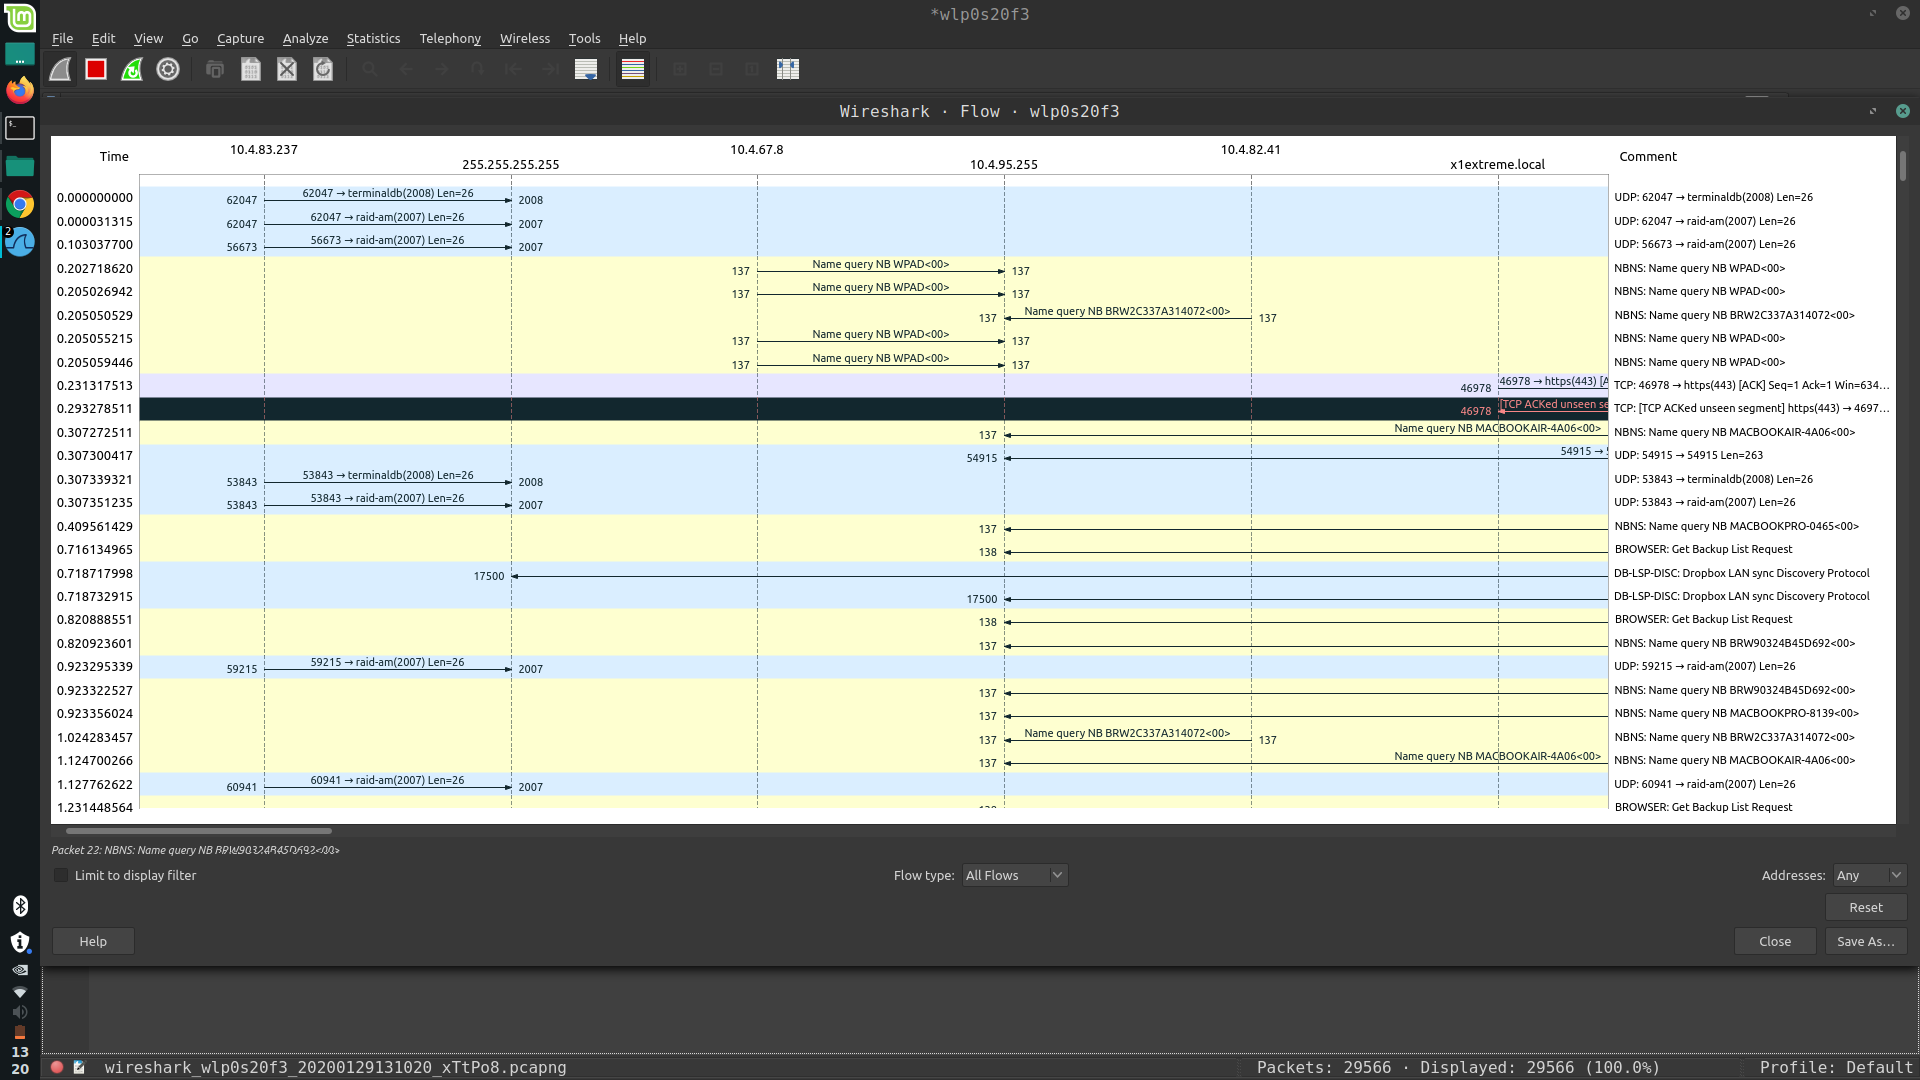 *wlp0s20f3
File Edit View Go Capture Analyze Statistics Telephony Wireless Tools Help
Wireshark · Flow · wlp0s20f3
Time 10.4.83.237 255.255.255.255 10.4.67.8 10.4.95.255 10.4.82.41 x1extreme.local Comment
0.000000000 62047 62047 → terminaldb(2008) Len=26 2008 UDP: 62047 → terminaldb(2008) Len=26
0.000031315 62047 62047 → raid-am(2007) Len=26 2007 UDP: 62047 → raid-am(2007) Len=26
0.103037700 56673 56673 → raid-am(2007) Len=26 2007 UDP: 56673 → raid-am(2007) Len=26
0.202718620 137 Name query NB WPAD<00> 137 NBNS: Name query NB WPAD<00>
0.205026942 137 Name query NB WPAD<00> 137 NBNS: Name query NB WPAD<00>
0.205050529 137 Name query NB BRW2C337A314072<00> 137 NBNS: Name query NB BRW2C337A314072<00>
0.205055215 137 Name query NB WPAD<00> 137 NBNS: Name query NB WPAD<00>
0.205059446 137 Name query NB WPAD<00> 137 NBNS: Name query NB WPAD<00>
0.231317513 46978 46978 → https(443) [A TCP: 46978 → https(443) [ACK] Seq=1 Ack=1 Win=634…
0.293278511 46978 [TCP ACKed unseen se TCP: [TCP ACKed unseen segment] https(443) → 4697…
0.307272511 137 Name query NB MACBOOKAIR-4A06<00> NBNS: Name query NB MACBOOKAIR-4A06<00>
0.307300417 54915 54915 → 5 UDP: 54915 → 54915 Len=263
0.307339321 53843 53843 → terminaldb(2008) Len=26 2008 UDP: 53843 → terminaldb(2008) Len=26
0.307351235 53843 53843 → raid-am(2007) Len=26 2007 UDP: 53843 → raid-am(2007) Len=26
0.409561429 137 NBNS: Name query NB MACBOOKPRO-0465<00>
0.716134965 138 BROWSER: Get Backup List Request
0.718717998 17500 DB-LSP-DISC: Dropbox LAN sync Discovery Protocol
0.718732915 17500 DB-LSP-DISC: Dropbox LAN sync Discovery Protocol
0.820888551 138 BROWSER: Get Backup List Request
0.820923601 137 NBNS: Name query NB BRW90324B45D692<00>
0.923295339 59215 59215 → raid-am(2007) Len=26 2007 UDP: 59215 → raid-am(2007) Len=26
0.923322527 137 NBNS: Name query NB BRW90324B45D692<00>
0.923356024 137 NBNS: Name query NB MACBOOKPRO-8139<00>
1.024283457 137 Name query NB BRW2C337A314072<00> 137 NBNS: Name query NB BRW2C337A314072<00>
1.124700266 137 Name query NB MACBOOKAIR-4A06<00> NBNS: Name query NB MACBOOKAIR-4A06<00>
1.127762622 60941 60941 → raid-am(2007) Len=26 2007 UDP: 60941 → raid-am(2007) Len=26
1.231448564 138 BROWSER: Get Backup List Request
Packet 22: NBNS: Name query NB BRW90324B45D692<00>
Limit to display filter Flow type: All Flows Addresses: Any
Reset
Help Close Save As…
2
13
20
wireshark_wlp0s20f3_20200129131020_xTtPo8.pcapng Packets: 29566 · Displayed: 29566 (100.0%) Profile: Default